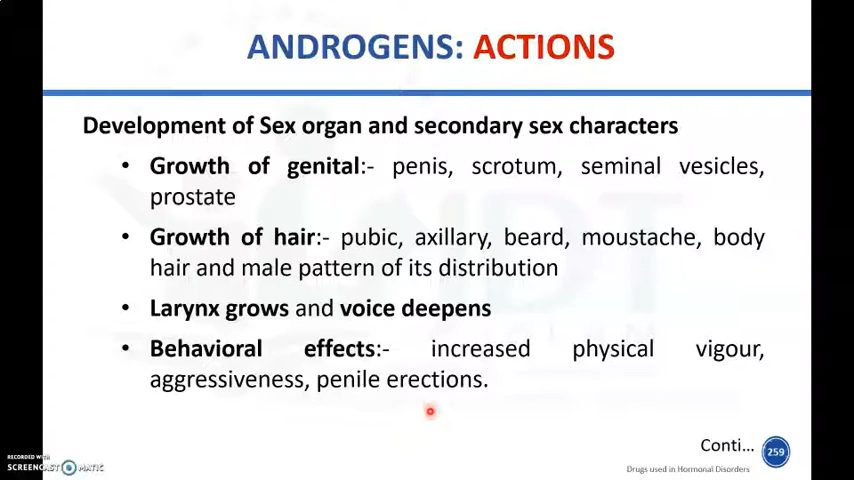 ANDROGENS: ACTIONS
Development of Sex organ and secondary sex characters
• Growth of genital:- penis, scrotum, seminal vesicles,
prostate
• Growth of hair:- pubic, axillary, beard, moustache, body
hair and male pattern of its distribution
• Larynx grows and voice deepens
• Behavioral effects:- increased physical vigour,
aggressiveness, penile erections.
Conti...
259
Drugs used in Hormonal Disorders
RECORDED WITH
SCREENCAST MATIC